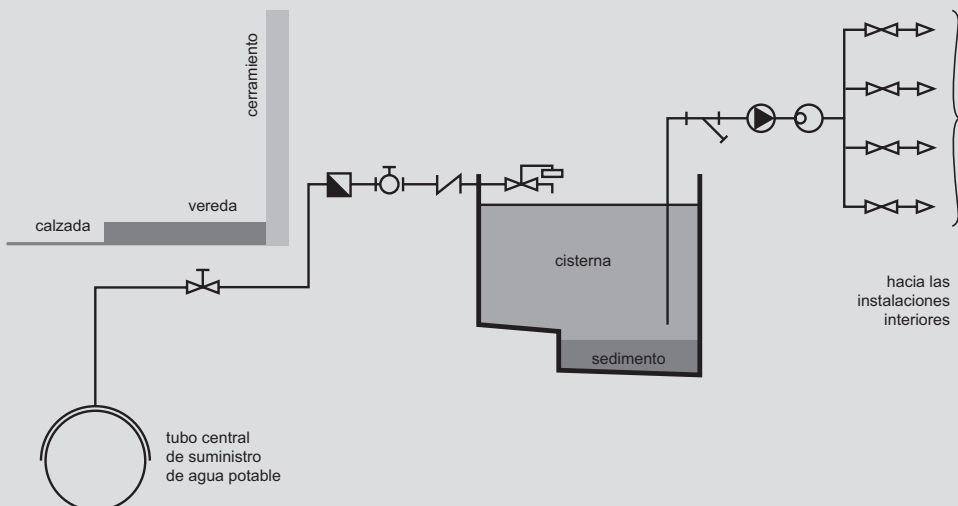 cerramiento
vereda
calzada
cisterna
sedimento
hacia las
instalaciones
interiores
tubo central
de suministro
de agua potable